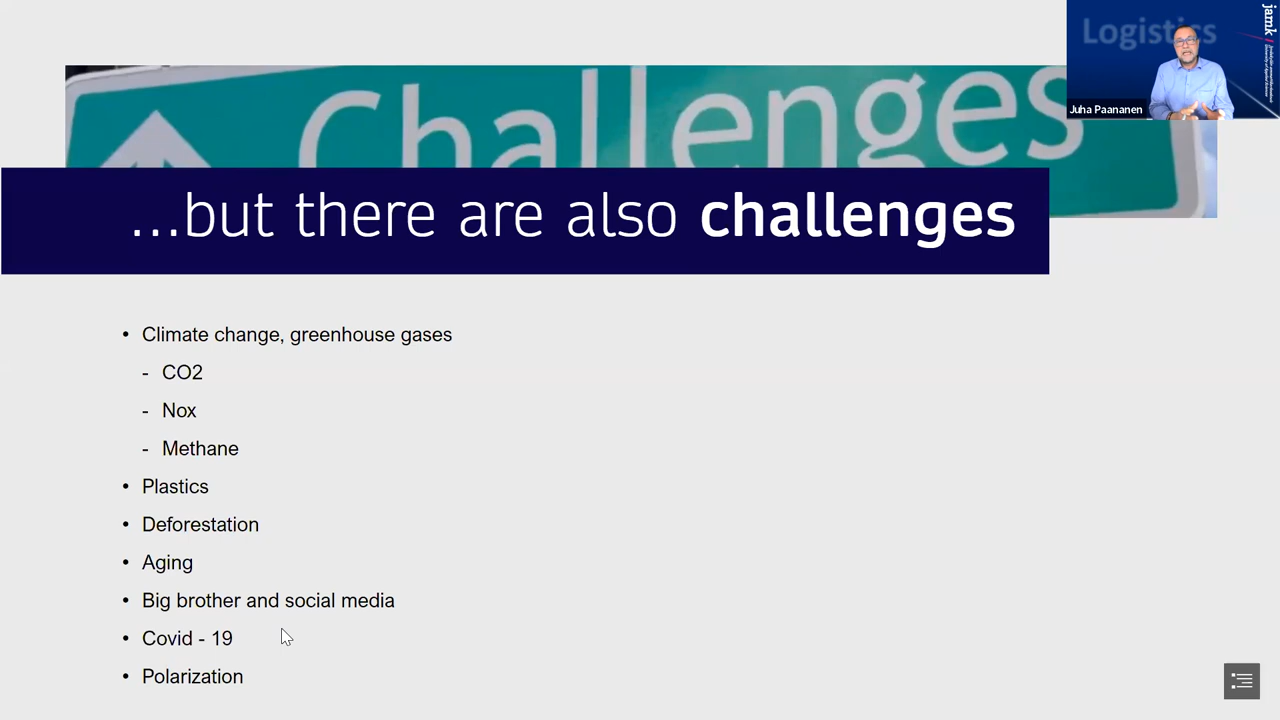 Logistics
jamk
Juha Paananen
Challenges
...but there are also challenges
• Climate change, greenhouse gases
- CO2
- Nox
- Methane
• Plastics
• Deforestation
• Aging
• Big brother and social media
• Covid - 19
• Polarization